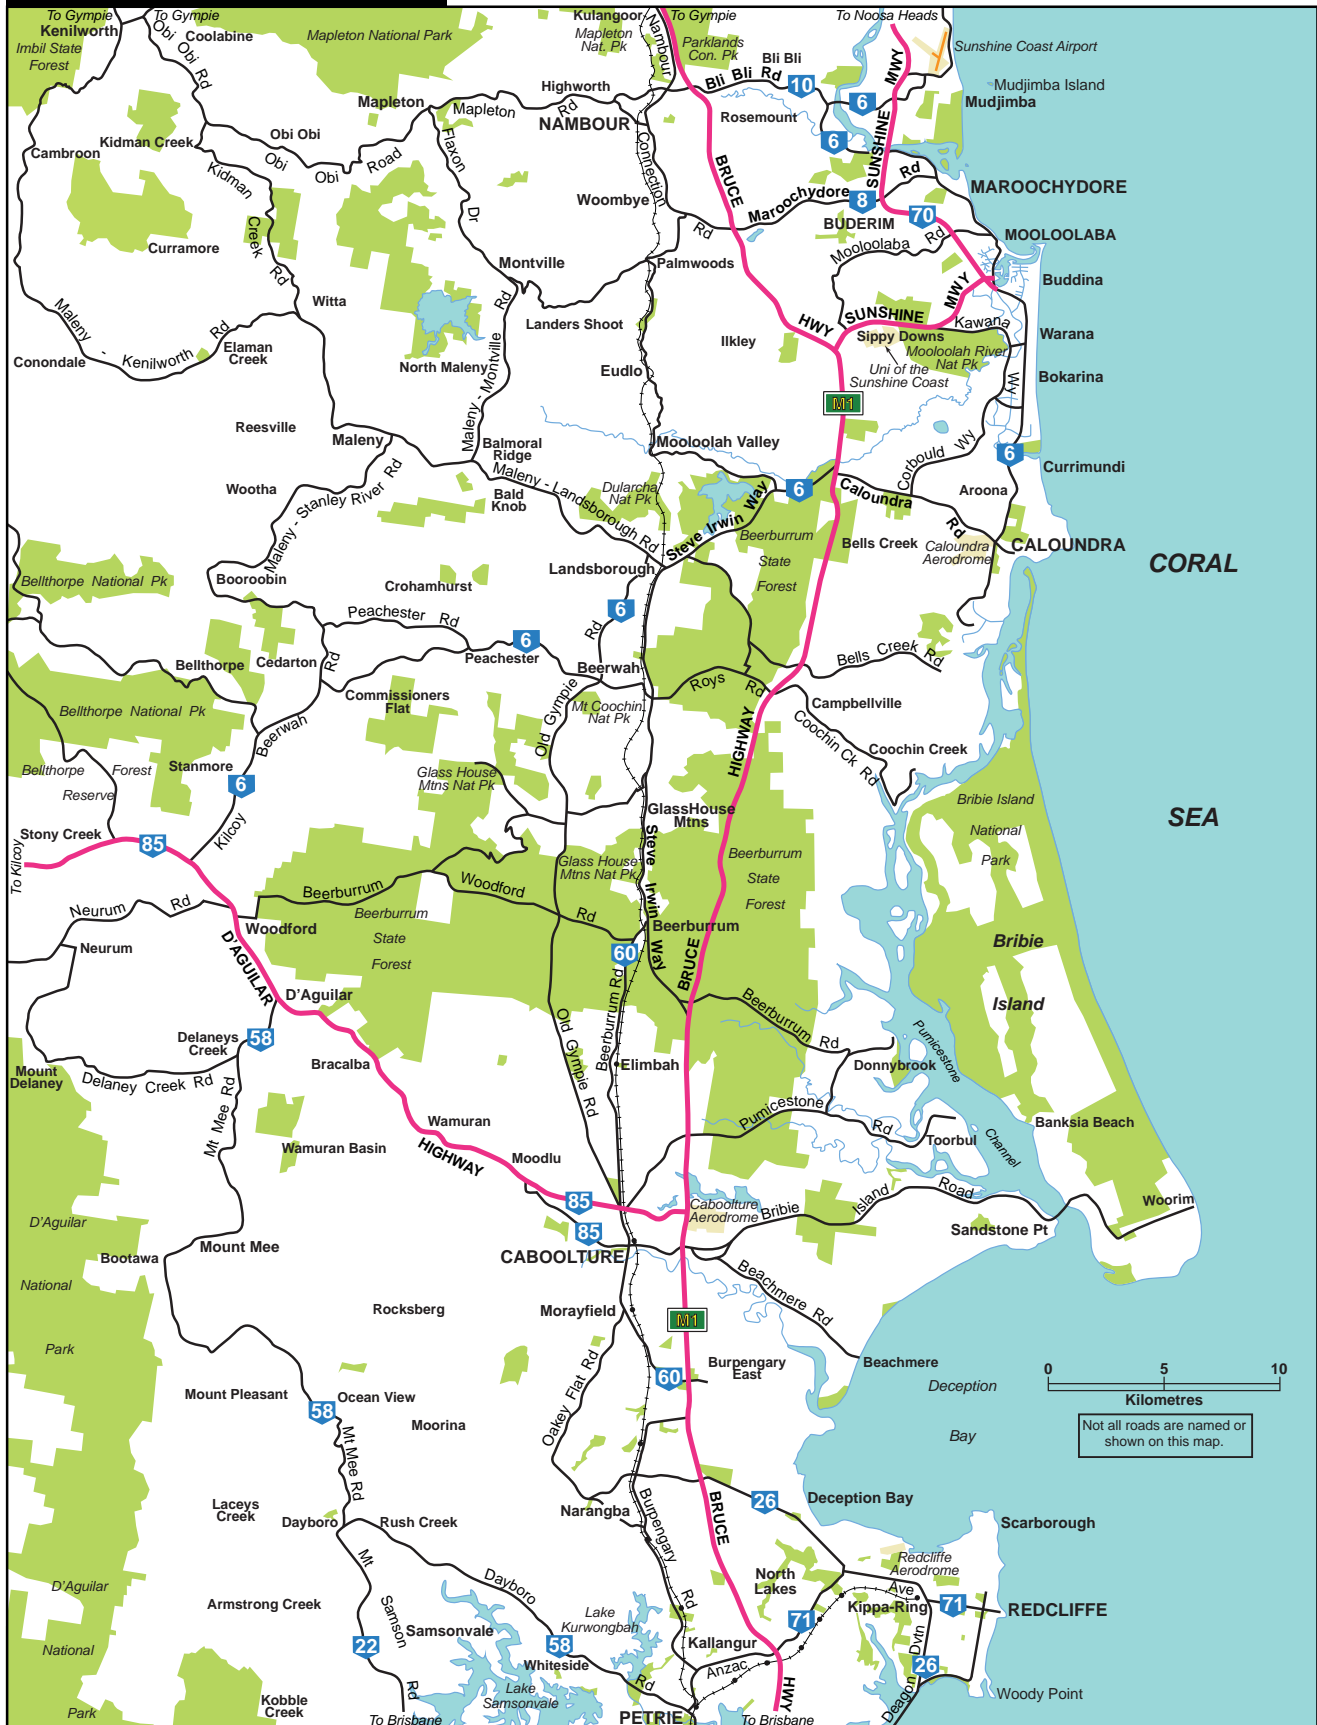 To Gympie
To Gympie
Kenilworth
Imbil State
Forest
Obi Obi Rd
Coolabine
Mapleton National Park
Kulangoor
Mapleton
Nat. Pk
Nambour
Connection
Rd
To Gympie
Parklands
Con. Pk
Bli Bli
Bli Bli Rd
10
To Noosa Heads
Sunshine Coast Airport
Mudjimba Island
Mudjimba
6
6
SUNSHINE MWY
Highworth
Mapleton
Mapleton Rd
NAMBOUR
Rosemount
Cambroon
Kidman Creek
Obi Obi
Obi Obi Road
Flaxon Dr
Kidman Creek Rd
Woombye
BRUCE HWY
Maroochydore Rd
8
MAROOCHYDORE
BUDERIM
70
MOOLOOLABA
Mooloolaba Rd
Curramore
Montville
Palmwoods
Buddina
Witta
Landers Shoot
SUNSHINE MWY
Kawana Wy
Warana
Maleny - Kenilworth Rd
Elaman
Creek
Conondale
North Maleny
Maleny - Montville Rd
Ilkley
Sippy Downs
Mooloolah River
Nat Pk
Uni of the
Sunshine Coast
Eudlo
Bokarina
M1
Reesville
Maleny
Balmoral
Ridge
Mooloolah Valley
Corbould Wy
6
Currimundi
Wootha
Maleny - Stanley River Rd
Bald
Knob
Maleny - Landsborough Rd
Dularcha
Nat Pk
Steve Irwin Way
6
Caloundra Rd
Aroona
Beerburrum
State
Forest
Bells Creek
Caloundra
Aerodrome
CALOUNDRA
CORAL
SEA
Bellthorpe National Pk
Booroobin
Crohamhurst
Landsborough
Peachester Rd
6
6
Rd
Bellthorpe
Cedarton
Peachester
Beerwah
Roys Rd
Bells Creek Rd
Commissioners
Flat
Mt Coochin
Nat Pk
Old Gympie
Campbellville
Bellthorpe National Pk
Kilcoy Beerwah Rd
Coochin Ck Rd
Coochin Creek
Bellthorpe Forest
Reserve
Stanmore
6
Glass House
Mtns Nat Pk
BRUCE HIGHWAY
Bribie Island
National
Park
GlassHouse
Mtns
Stony Creek
85
To Kilcoy
Steve Irwin Way
Glass House
Mtns Nat Pk
Beerburrum
State
Forest
Beerburrum Woodford Rd
Neurum Rd
Woodford
Beerburrum
State
Forest
Beerburrum
Neurum
60
Bribie
Island
D'AGUILAR HIGHWAY
D'Aguilar
Beerburrum Rd
Beerburrum Rd
Old Gympie Rd
Delaneys
Creek
58
Pumicestone Channel
Mount
Delaney
Delaney Creek Rd
Bracalba
Elimbah
Donnybrook
Mt Mee Rd
Wamuran
Pumicestone Rd
Banksia Beach
Wamuran Basin
Moodlu
Toorbul
85
85
Caboolture
Aerodrome
Bribie Island Road
Woorim
D'Aguilar
National
Park
Sandstone Pt
Bootawa
Mount Mee
CABOOLTURE
Beachmere Rd
Rocksberg
Morayfield
M1
Burpengary
East
Beachmere
Deception
Bay
0 5 10
Kilometres
Not all roads are named or
shown on this map.
Mount Pleasant
Ocean View
58
Mt Mee Rd
Moorina
Oakey Flat Rd
60
Laceys
Creek
Dayboro
Rush Creek
Narangba
Burpengary Rd
BRUCE HWY
26
Deception Bay
Scarborough
Redcliffe
Aerodrome
D'Aguilar
National
Park
Armstrong Creek
Mt Samson Rd
22
Samsonvale
Dayboro Rd
Lake
Kurwongbah
58
Whiteside
North
Lakes
71
Kippa-Ring
Ave
71
REDCLIFFE
Kallangur
Anzac
Deagon Dvtn
26
Woody Point
Lake
Samsonvale
Kobble
Creek
To Brisbane
PETRIE
To Brisbane